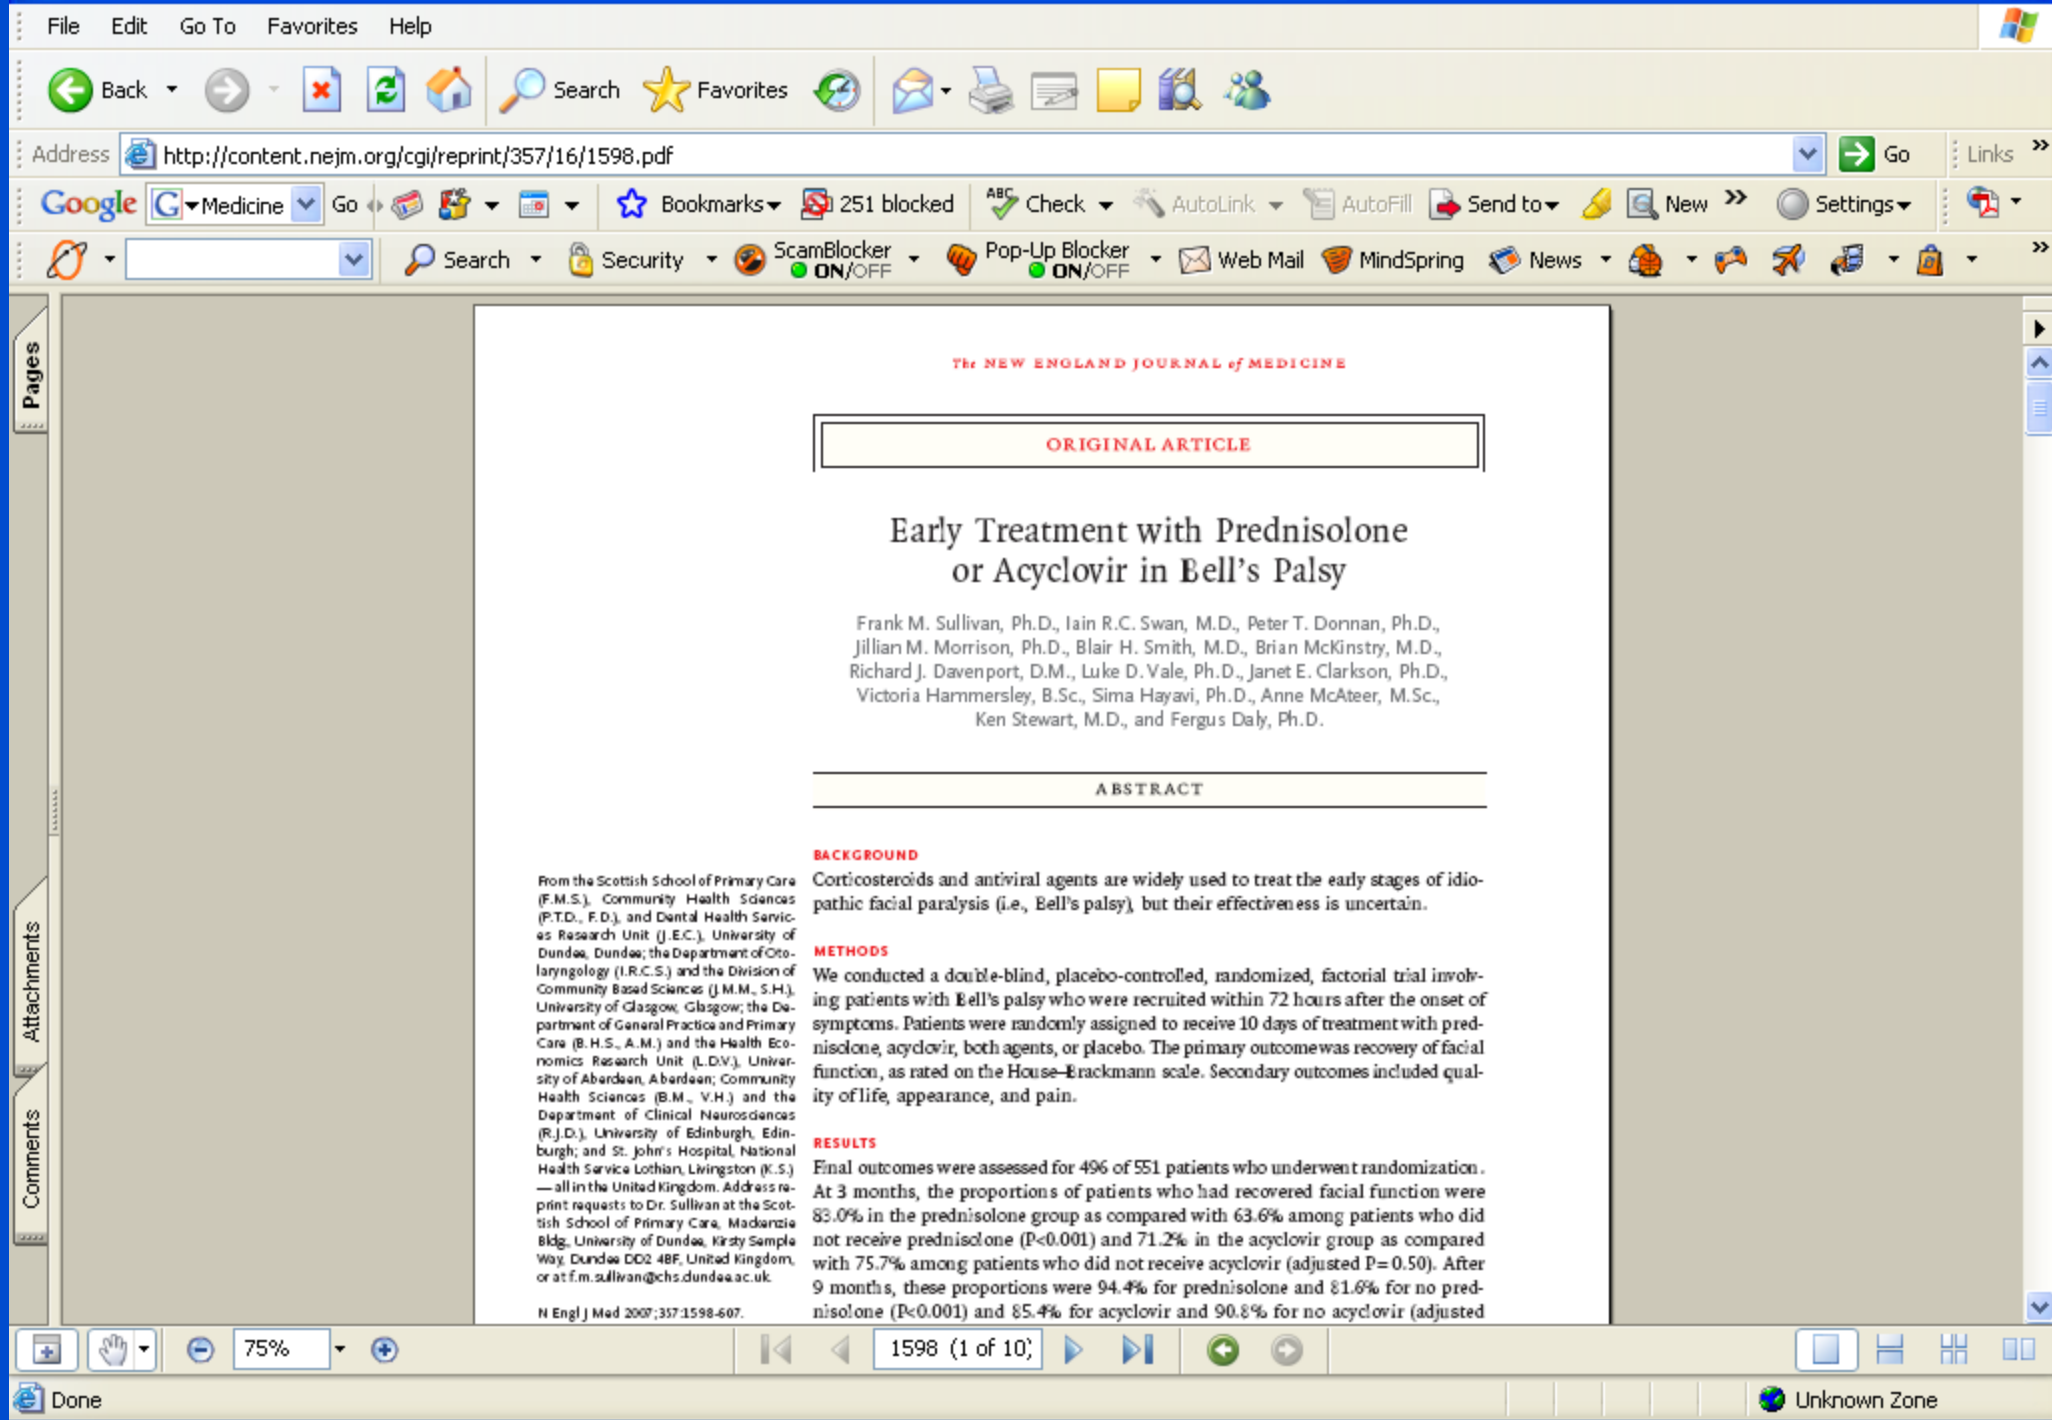 File Edit Go To Favorites Help
Back Search Favorites
Address http://content.nejm.org/cgi/reprint/357/16/1598.pdf Go Links »
Google G Medicine Go Bookmarks 251 blocked ABC Check AutoLink AutoFill Send to New » Settings
Search Security ScamBlocker ON/OFF Pop-Up Blocker ON/OFF Web Mail MindSpring News »
Pages
Attachments
Comments
The NEW ENGLAND JOURNAL of MEDICINE
ORIGINAL ARTICLE
Early Treatment with Prednisolone
or Acyclovir in Bell's Palsy
Frank M. Sullivan, Ph.D., Iain R.C. Swan, M.D., Peter T. Donnan, Ph.D.,
Jillian M. Morrison, Ph.D., Blair H. Smith, M.D., Brian McKinstry, M.D.,
Richard J. Davenport, D.M., Luke D. Vale, Ph.D., Janet E. Clarkson, Ph.D.,
Victoria Hammersley, B.Sc., Sima Hayavi, Ph.D., Anne McAteer, M.Sc.,
Ken Stewart, M.D., and Fergus Daly, Ph.D.
ABSTRACT
From the Scottish School of Primary Care
(F.M.S.), Community Health Sciences
(P.T.D., F.D.), and Dental Health Servic-
es Research Unit (J.E.C.), University of
Dundee, Dundee; the Department of Oto-
laryngology (I.R.C.S.) and the Division of
Community Based Sciences (J.M.M., S.H.),
University of Glasgow, Glasgow; the De-
partment of General Practice and Primary
Care (B.H.S., A.M.) and the Health Eco-
nomics Research Unit (L.D.V.), Univer-
sity of Aberdeen, Aberdeen; Community
Health Sciences (B.M., V.H.) and the
Department of Clinical Neurosciences
(R.J.D.), University of Edinburgh, Edin-
burgh; and St. John's Hospital, National
Health Service Lothian, Livingston (K.S.)
— all in the United Kingdom. Address re-
print requests to Dr. Sullivan at the Scot-
tish School of Primary Care, Mackenzie
Bldg., University of Dundee, Kirsty Semple
Way, Dundee DD2 4BF, United Kingdom,
or at f.m.sullivan@chs.dundee.ac.uk.
N Engl J Med 2007;357:1598-607.
BACKGROUND
Corticosteroids and antiviral agents are widely used to treat the early stages of idio-
pathic facial paralysis (i.e., Bell's palsy), but their effectiveness is uncertain.
METHODS
We conducted a double-blind, placebo-controlled, randomized, factorial trial involv-
ing patients with Bell's palsy who were recruited within 72 hours after the onset of
symptoms. Patients were randomly assigned to receive 10 days of treatment with pred-
nisolone, acyclovir, both agents, or placebo. The primary outcome was recovery of facial
function, as rated on the House–Brackmann scale. Secondary outcomes included qual-
ity of life, appearance, and pain.
RESULTS
Final outcomes were assessed for 496 of 551 patients who underwent randomization.
At 3 months, the proportions of patients who had recovered facial function were
83.0% in the prednisolone group as compared with 63.6% among patients who did
not receive prednisolone (P<0.001) and 71.2% in the acyclovir group as compared
with 75.7% among patients who did not receive acyclovir (adjusted P= 0.50). After
9 months, these proportions were 94.4% for prednisolone and 81.6% for no pred-
nisolone (P<0.001) and 85.4% for acyclovir and 90.8% for no acyclovir (adjusted
75% 1598 (1 of 10)
Done Unknown Zone